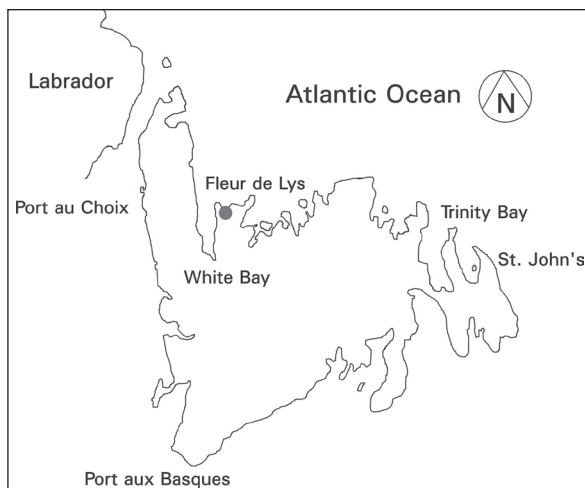 Labrador
Atlantic Ocean
N
Fleur de Lys
Port au Choix
Trinity Bay
St. John's
White Bay
Port aux Basques